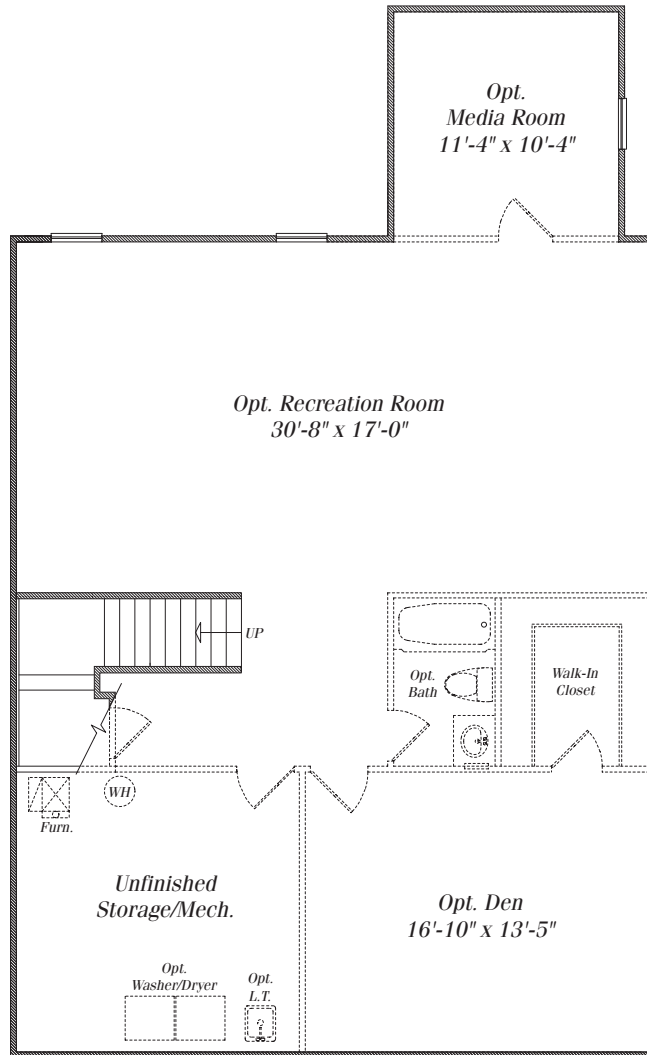 Opt.
Media Room
11'-4" x 10'-4"
Opt. Recreation Room
30'-8" x 17'-0"
UP
Opt.
Bath
Walk-In
Closet
WH
Furn.
Unfinished
Storage/Mech.
Opt. Den
16'-10" x 13'-5"
Opt.
Washer/Dryer
Opt.
L.T.